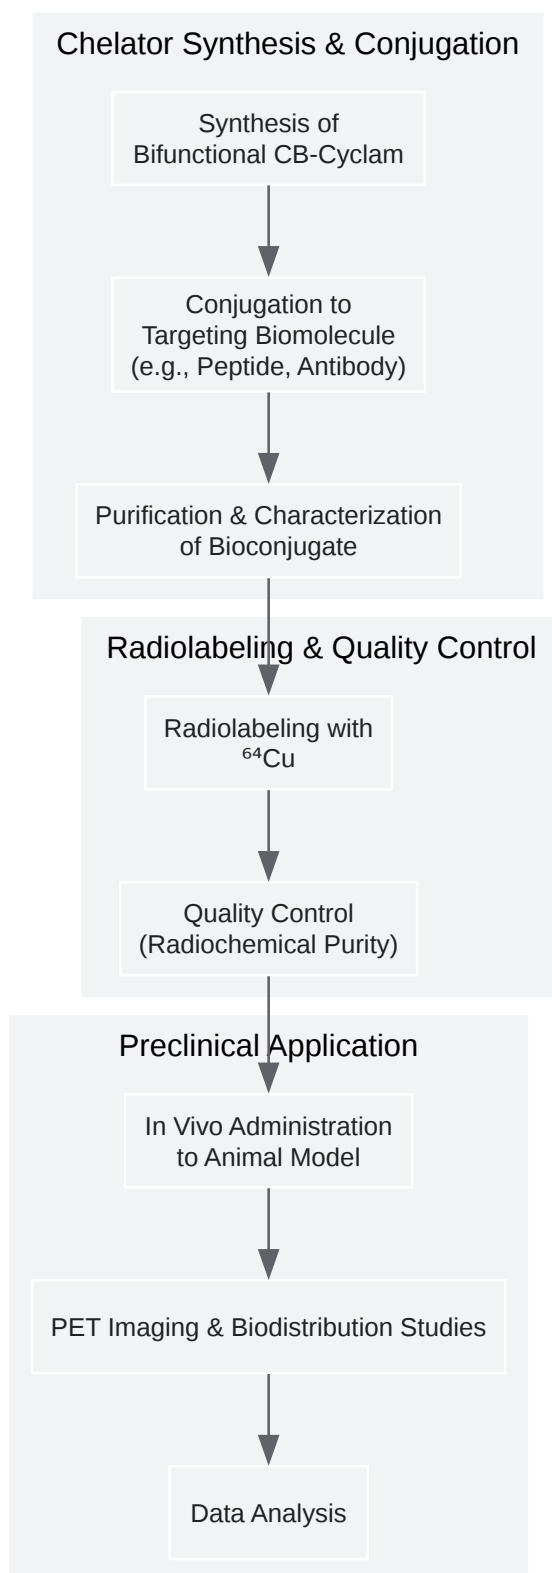 Chelator Synthesis & Conjugation
Synthesis of
Bifunctional CB-Cyclam
Conjugation to
Targeting Biomolecule
(e.g., Peptide, Antibody)
Purification & Characterization
of Bioconjugate
Radiolabeling & Quality Control
Radiolabeling with
⁶⁴Cu
Quality Control
(Radiochemical Purity)
Preclinical Application
In Vivo Administration
to Animal Model
PET Imaging & Biodistribution Studies
Data Analysis